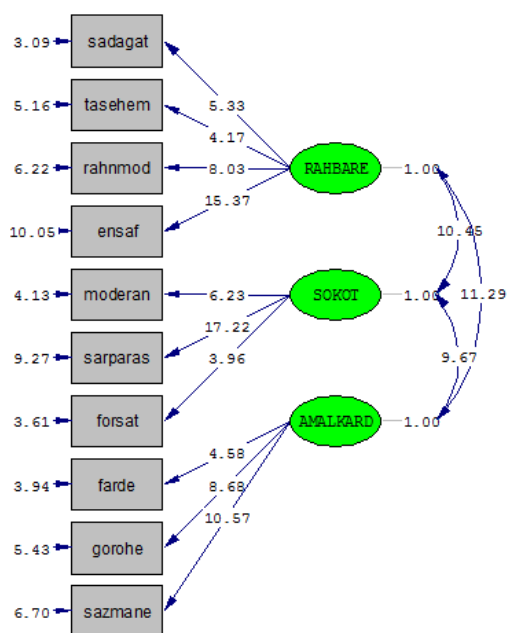 3.09 sadagat
5.33
5.16 tasehem
4.17
6.22 rahnmod 8.03 RAHBARE 1.00
15.37
10.05 ensaf 10.45
4.13 moderan 6.23 SOKOT 1.00 11.29
17.22
9.27 sarparas 3.96 9.67
3.61 forsat AMALKARD 1.00
4.58
3.94 farde 8.68
10.57
5.43 gorohe
6.70 sazmane